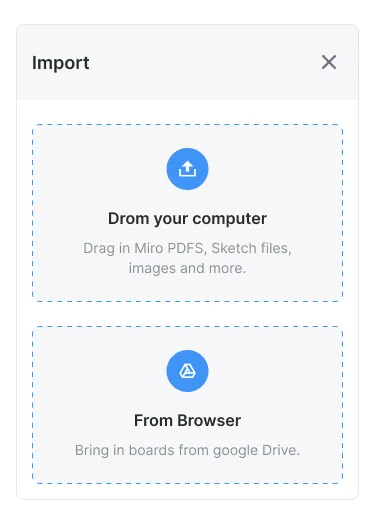 Import
Drom your computer
Drag in Miro PDFS, Sketch files,
images and more.
From Browser
Bring in boards from google Drive.